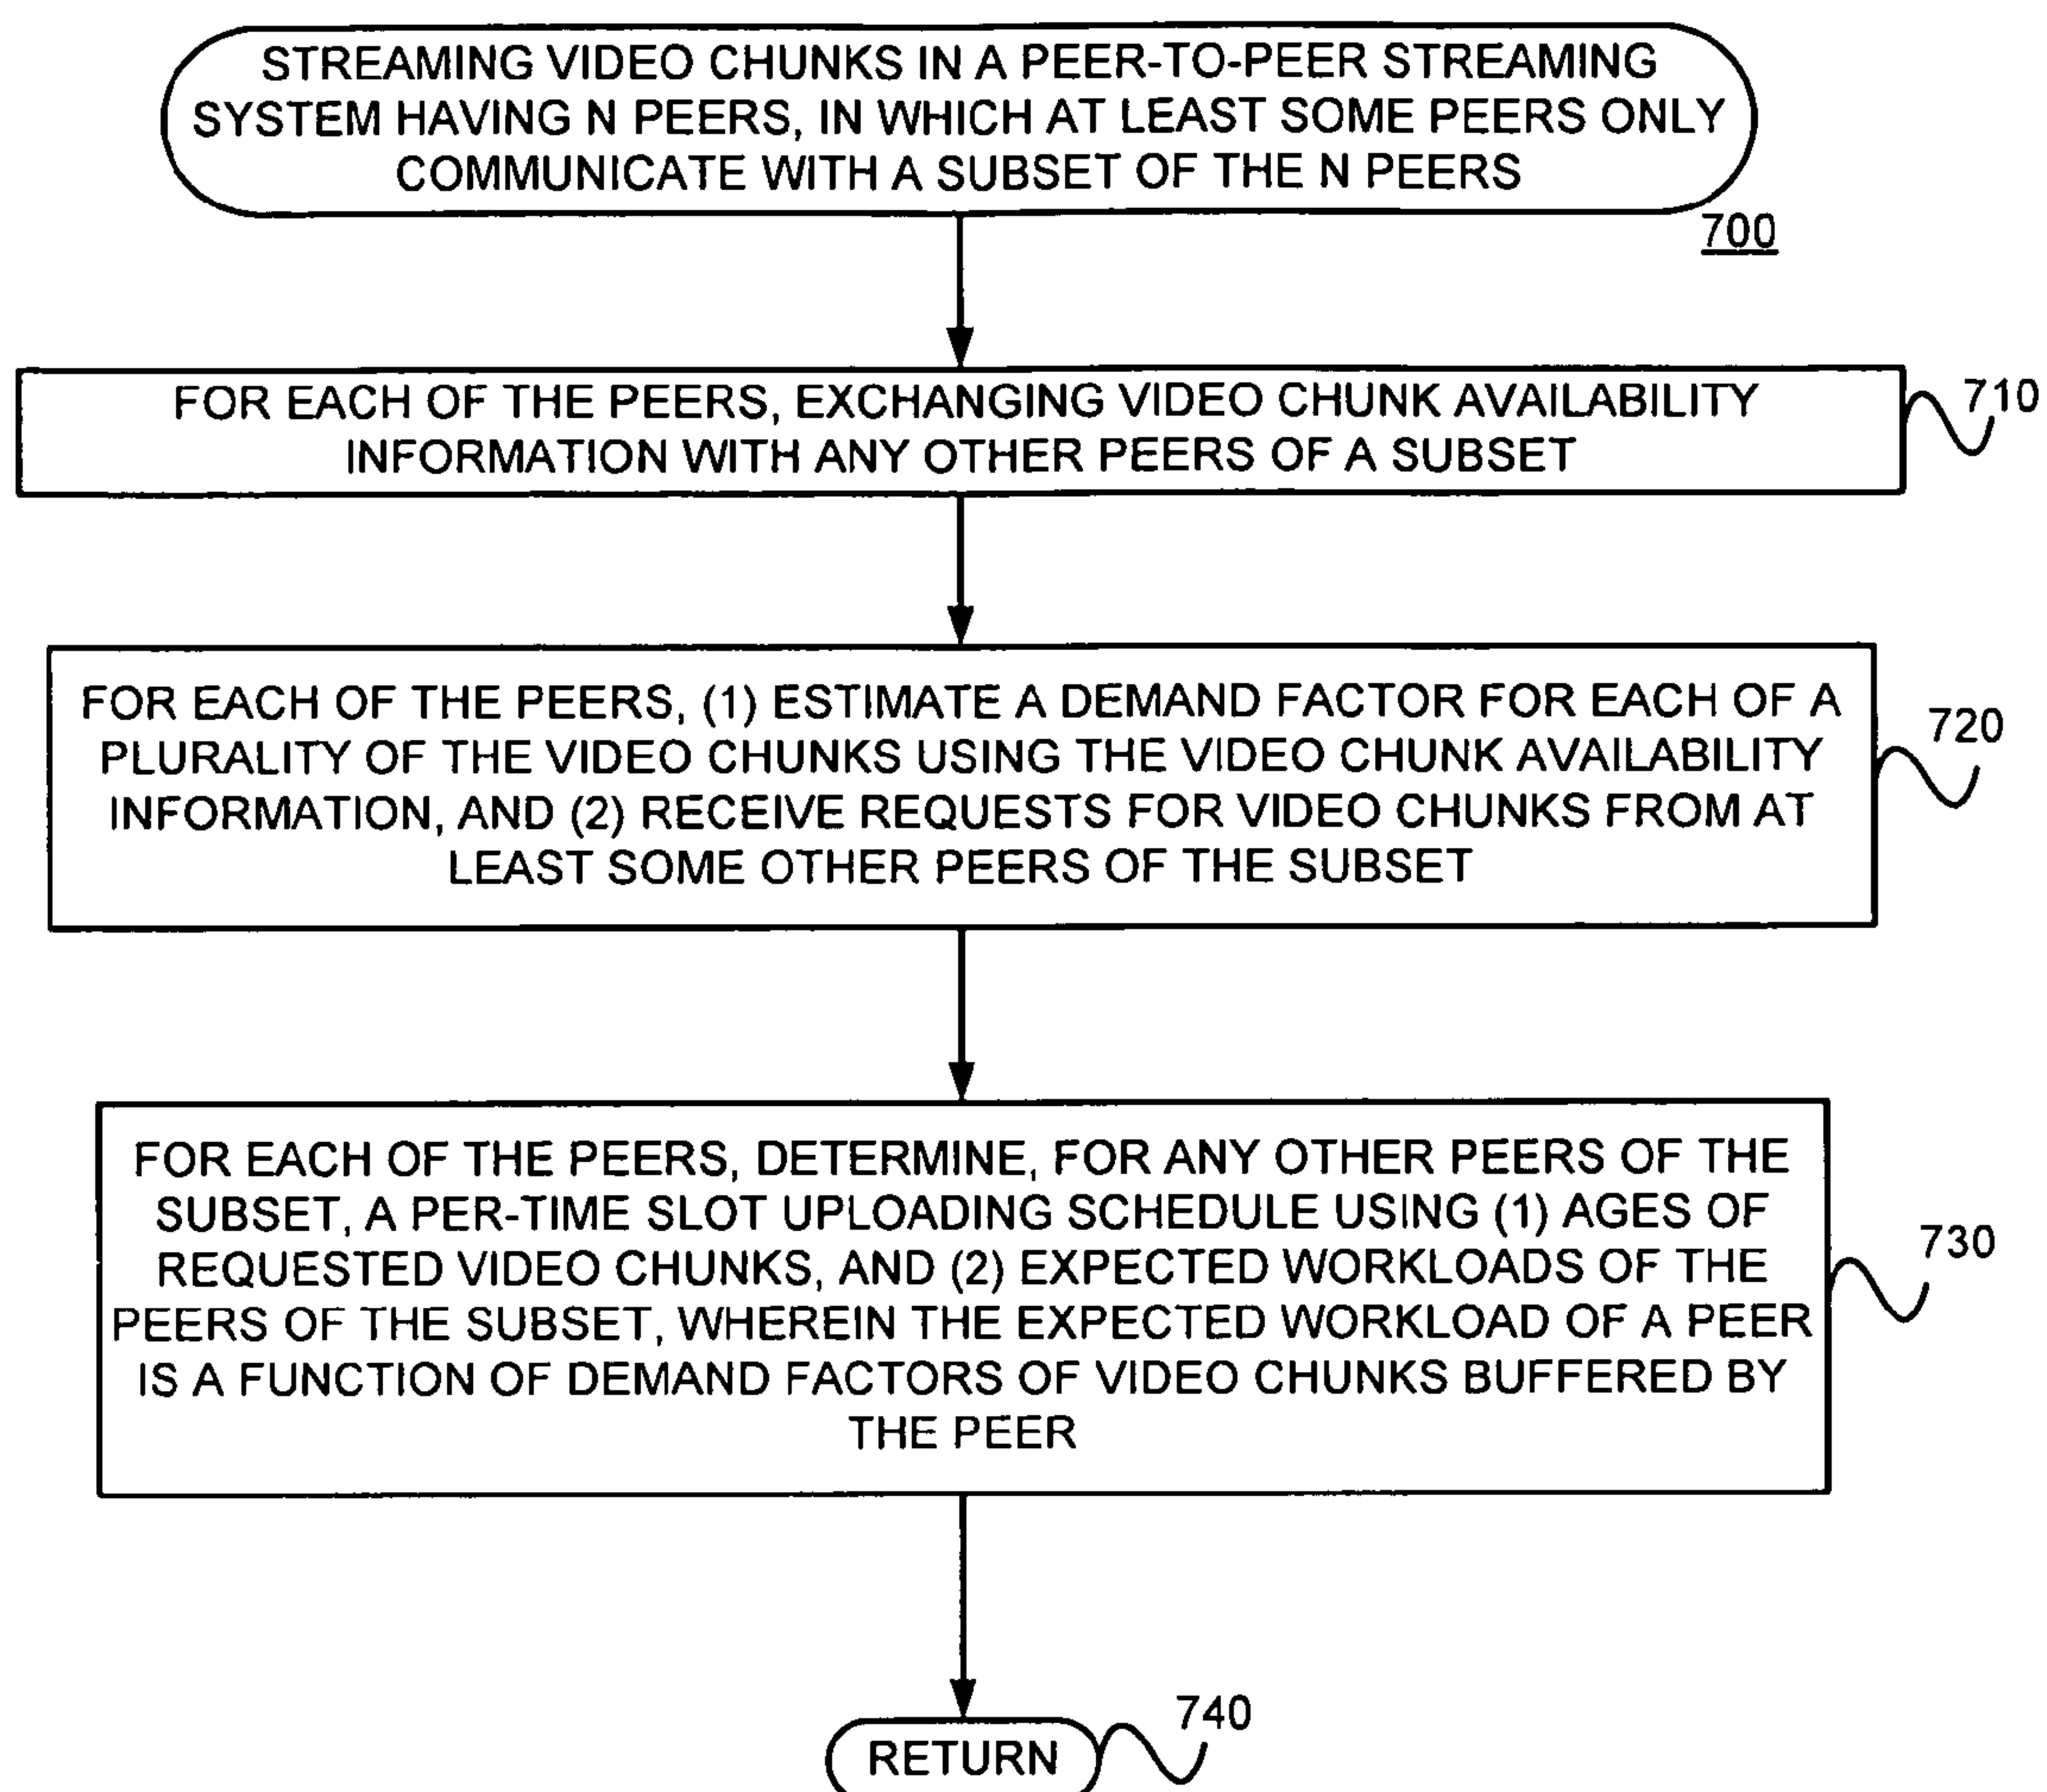 STREAMING VIDEO CHUNKS IN A PEER-TO-PEER STREAMING
SYSTEM HAVING N PEERS, IN WHICH AT LEAST SOME PEERS ONLY
COMMUNICATE WITH A SUBSET OF THE N PEERS
700
FOR EACH OF THE PEERS, EXCHANGING VIDEO CHUNK AVAILABILITY
INFORMATION WITH ANY OTHER PEERS OF A SUBSET
710
FOR EACH OF THE PEERS, (1) ESTIMATE A DEMAND FACTOR FOR EACH OF A
PLURALITY OF THE VIDEO CHUNKS USING THE VIDEO CHUNK AVAILABILITY
INFORMATION, AND (2) RECEIVE REQUESTS FOR VIDEO CHUNKS FROM AT
LEAST SOME OTHER PEERS OF THE SUBSET
720
FOR EACH OF THE PEERS, DETERMINE, FOR ANY OTHER PEERS OF THE
SUBSET, A PER-TIME SLOT UPLOADING SCHEDULE USING (1) AGES OF
REQUESTED VIDEO CHUNKS, AND (2) EXPECTED WORKLOADS OF THE
PEERS OF THE SUBSET, WHEREIN THE EXPECTED WORKLOAD OF A PEER
IS A FUNCTION OF DEMAND FACTORS OF VIDEO CHUNKS BUFFERED BY
THE PEER
730
RETURN
740